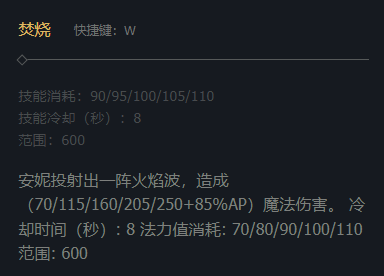 焚烧 快捷键：W
技能消耗：90/95/100/105/110
技能冷却（秒）：8
范围：600
安妮投射出一阵火焰波，造成
（70/115/160/205/250+85%AP）魔法伤害。 冷
却时间（秒）: 8 法力值消耗: 70/80/90/100/110
范围: 600